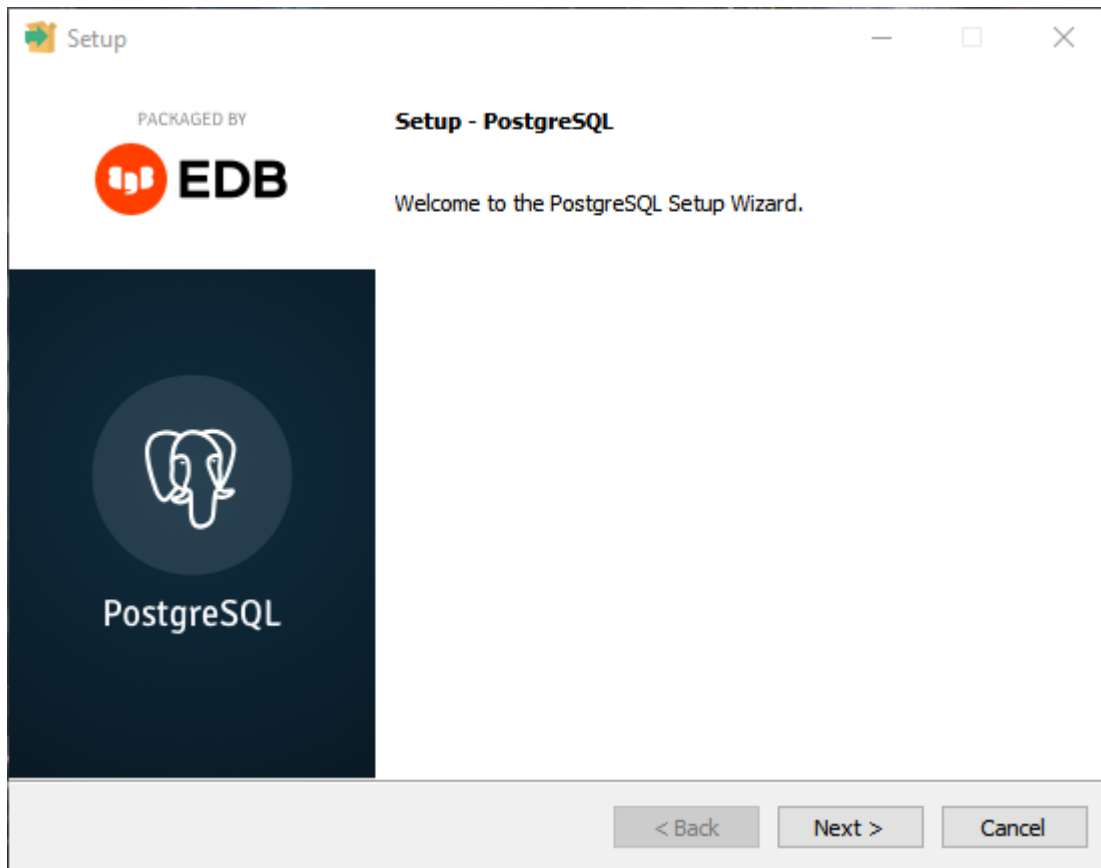 Setup
PACKAGED BY
EDB
Setup - PostgreSQL
Welcome to the PostgreSQL Setup Wizard.
PostgreSQL
< Back
Next >
Cancel